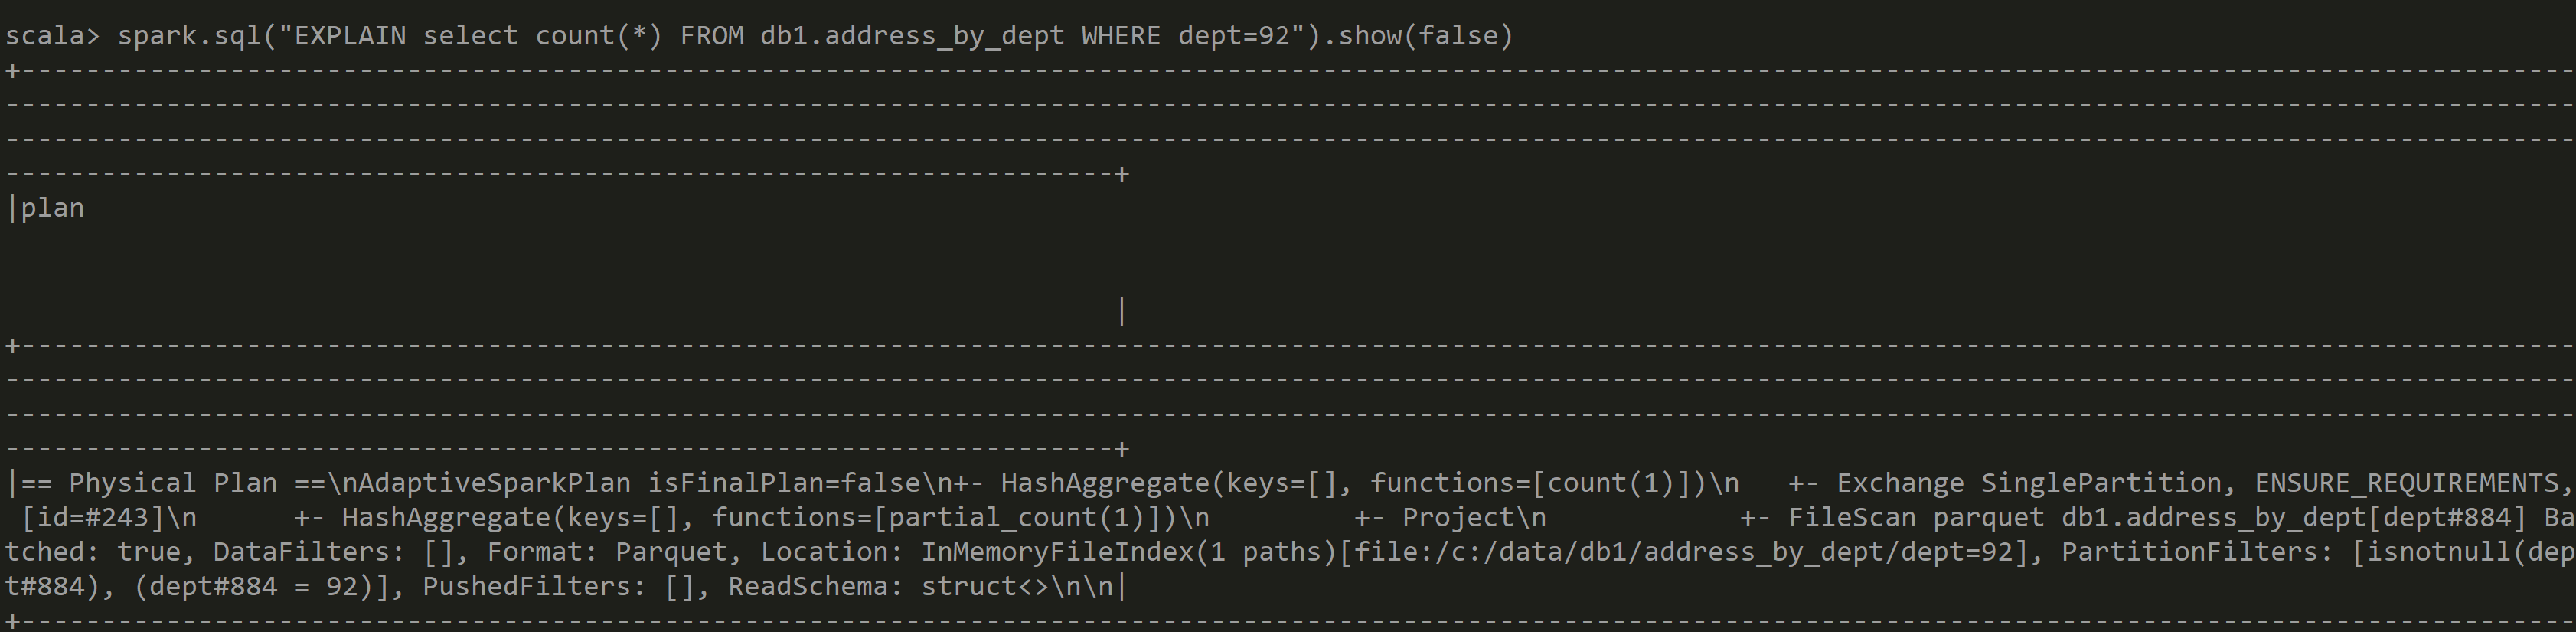 scala> spark.sql("EXPLAIN select count(*) FROM db1.address_by_dept WHERE dept=92").show(false)
+---------------------------------------------------------------------------------------------------------------------------------------------------------------
----------------------------------------------------------------------------------------------------------------------------------------------------------------
----------------------------------------------------------------------------------------------------------------------------------------------------------------
---------------------------------------------------------------------+
|plan
|
+---------------------------------------------------------------------------------------------------------------------------------------------------------------
----------------------------------------------------------------------------------------------------------------------------------------------------------------
----------------------------------------------------------------------------------------------------------------------------------------------------------------
---------------------------------------------------------------------+
|== Physical Plan ==\nAdaptiveSparkPlan isFinalPlan=false\n+- HashAggregate(keys=[], functions=[count(1)])\n   +- Exchange SinglePartition, ENSURE_REQUIREMENTS,
 [id=#243]\n      +- HashAggregate(keys=[], functions=[partial_count(1)])\n         +- Project\n            +- FileScan parquet db1.address_by_dept[dept#884] Ba
tched: true, DataFilters: [], Format: Parquet, Location: InMemoryFileIndex(1 paths)[file:/c:/data/db1/address_by_dept/dept=92], PartitionFilters: [isnotnull(dep
t#884), (dept#884 = 92)], PushedFilters: [], ReadSchema: struct<>\n\n|
+---------------------------------------------------------------------------------------------------------------------------------------------------------------